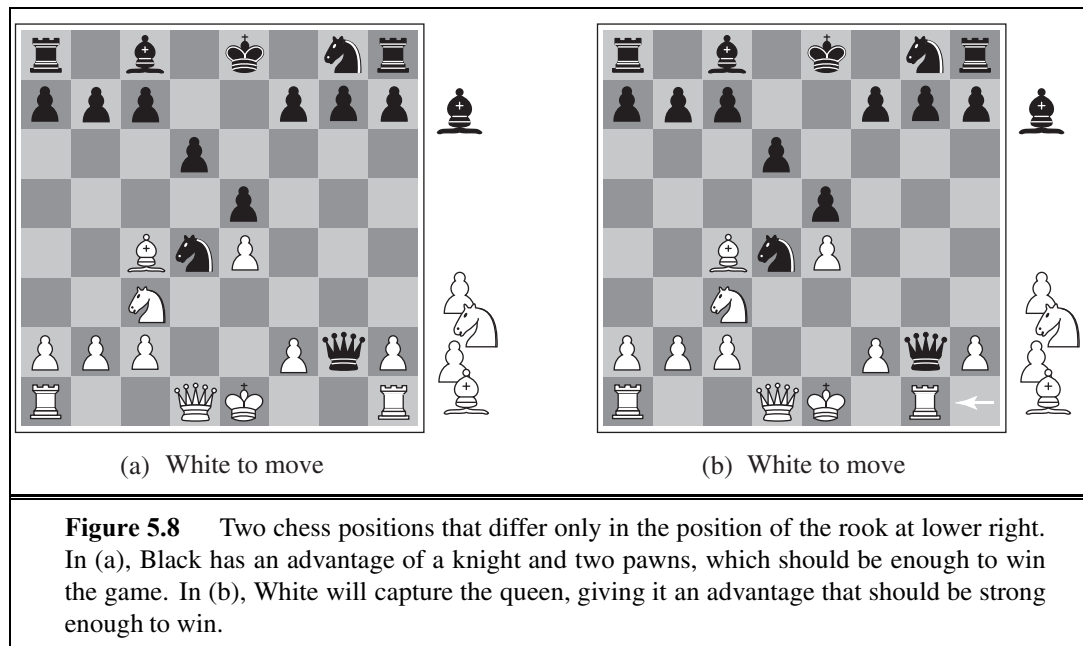 (a) White to move
(b) White to move
Figure 5.8 Two chess positions that differ only in the position of the rook at lower right.
In (a), Black has an advantage of a knight and two pawns, which should be enough to win
the game. In (b), White will capture the queen, giving it an advantage that should be strong
enough to win.